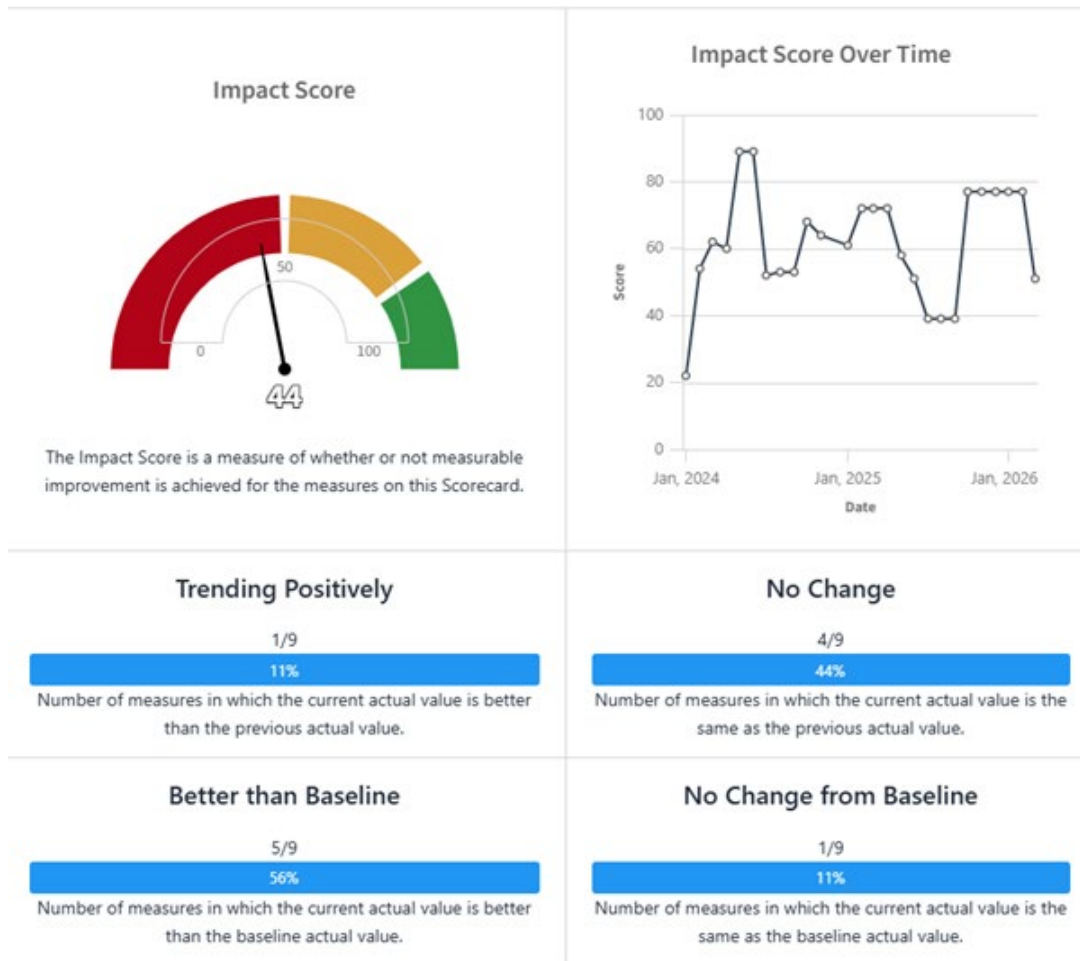 Impact Score
50
0
100
44
The Impact Score is a measure of whether or not measurable
improvement is achieved for the measures on this Scorecard.
Impact Score Over Time
100
80
60
40
20
0
Score
Jan, 2024
Jan, 2025
Jan, 2026
Date
Trending Positively
1/9
11%
Number of measures in which the current actual value is better
than the previous actual value.
No Change
4/9
44%
Number of measures in which the current actual value is the
same as the previous actual value.
Better than Baseline
5/9
56%
Number of measures in which the current actual value is better
than the baseline actual value.
No Change from Baseline
1/9
11%
Number of measures in which the current actual value is the
same as the baseline actual value.